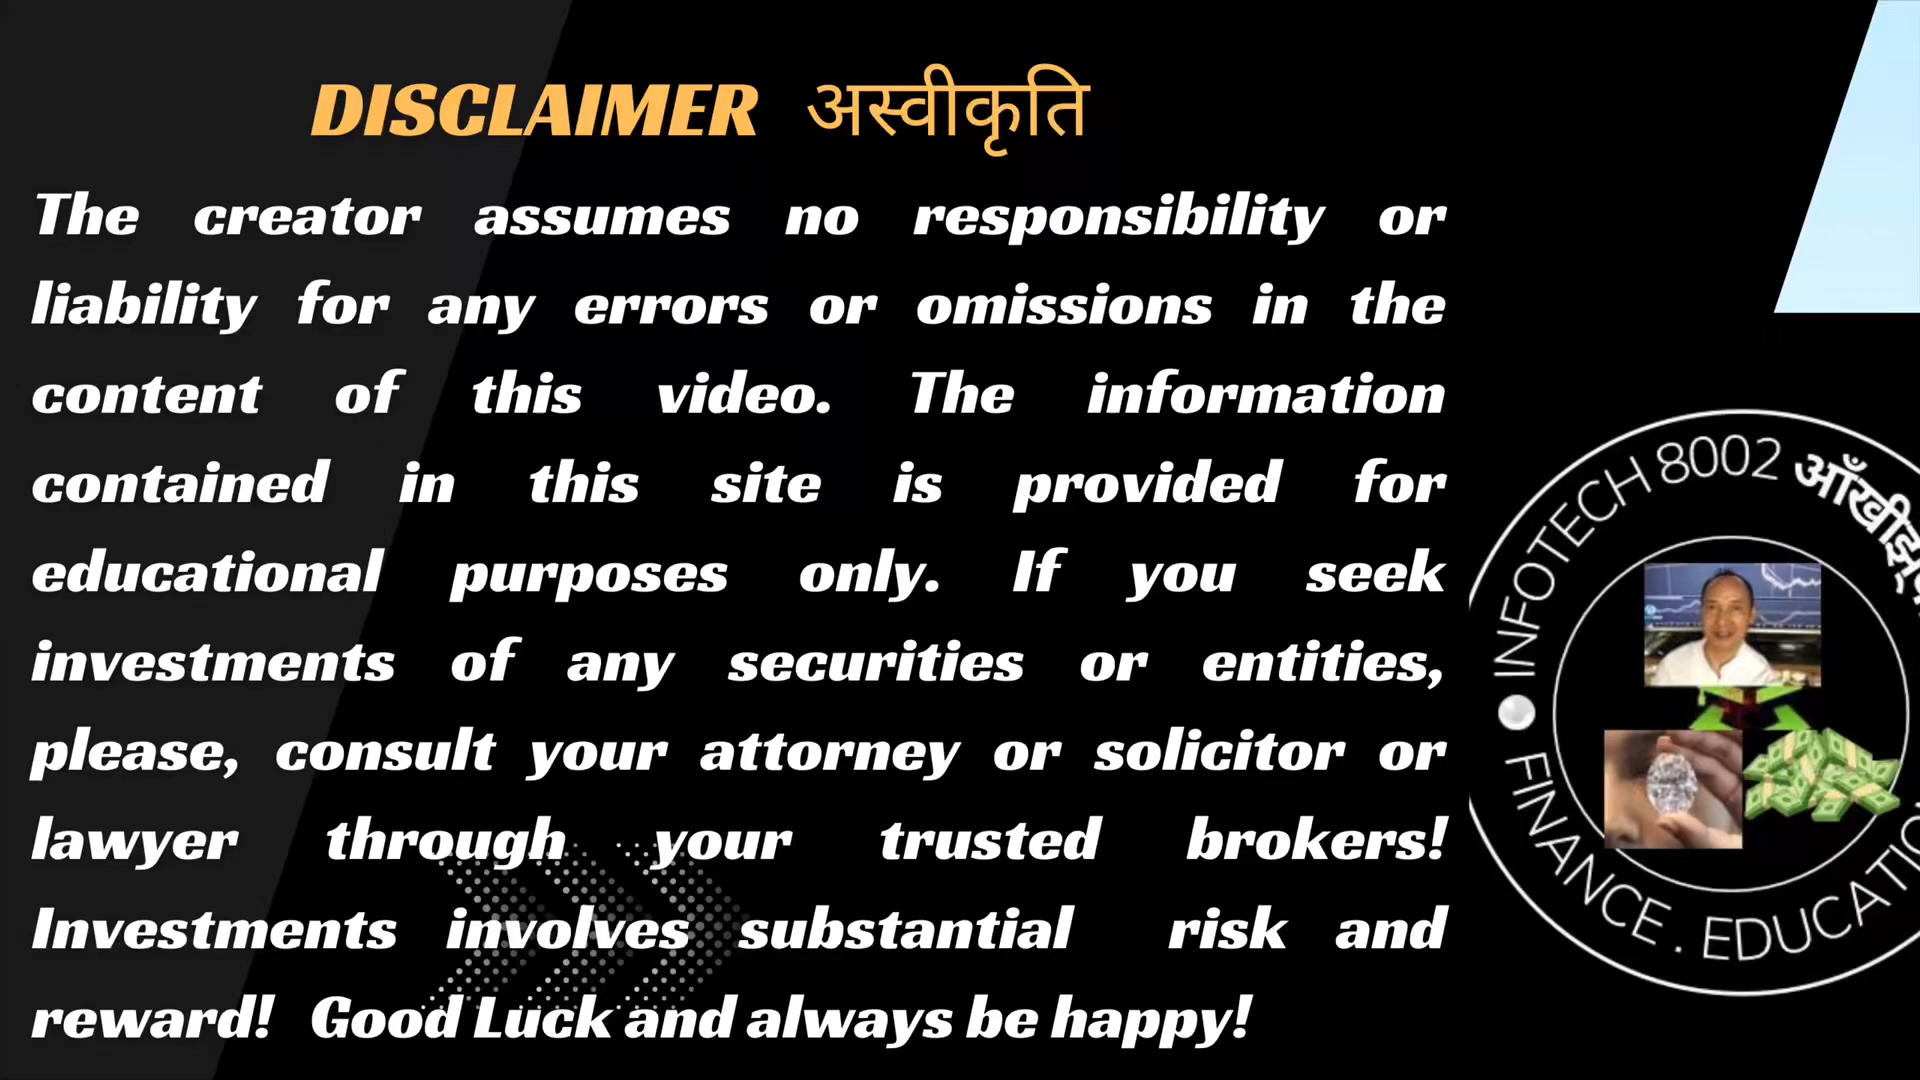 DISCLAIMER अस्वीकृति
The creator assumes no responsibility or
liability for any errors or omissions in the
content of this video. The information
contained in this site is provided for
educational purposes only. If you seek
investments of any securities or entities,
please, consult your attorney or solicitor or
lawyer through your trusted brokers!
Investments involves substantial risk and
reward! Good Luck and always be happy!
INFOTECH 8002
FINANCE . EDUCATIO